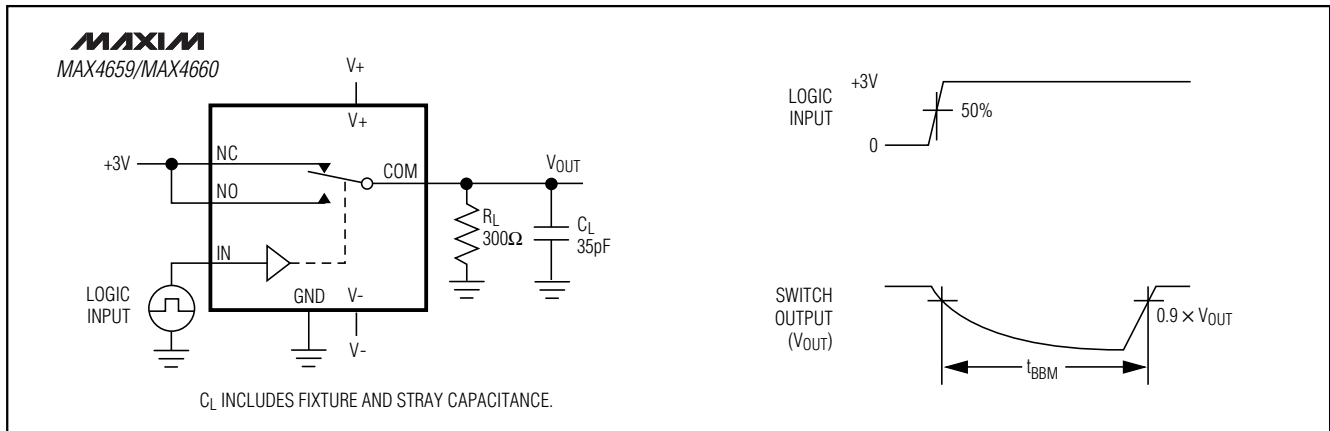 MAXIM
MAX4659/MAX4660
V+
V+
+3V
NC
NO
COM
VOUT
RL
300Ω
CL
35pF
IN
LOGIC
INPUT
GND
V-
V-
CL INCLUDES FIXTURE AND STRAY CAPACITANCE.
LOGIC
INPUT
+3V
50%
0
SWITCH
OUTPUT
(VOUT)
0.9 × VOUT
tBBM